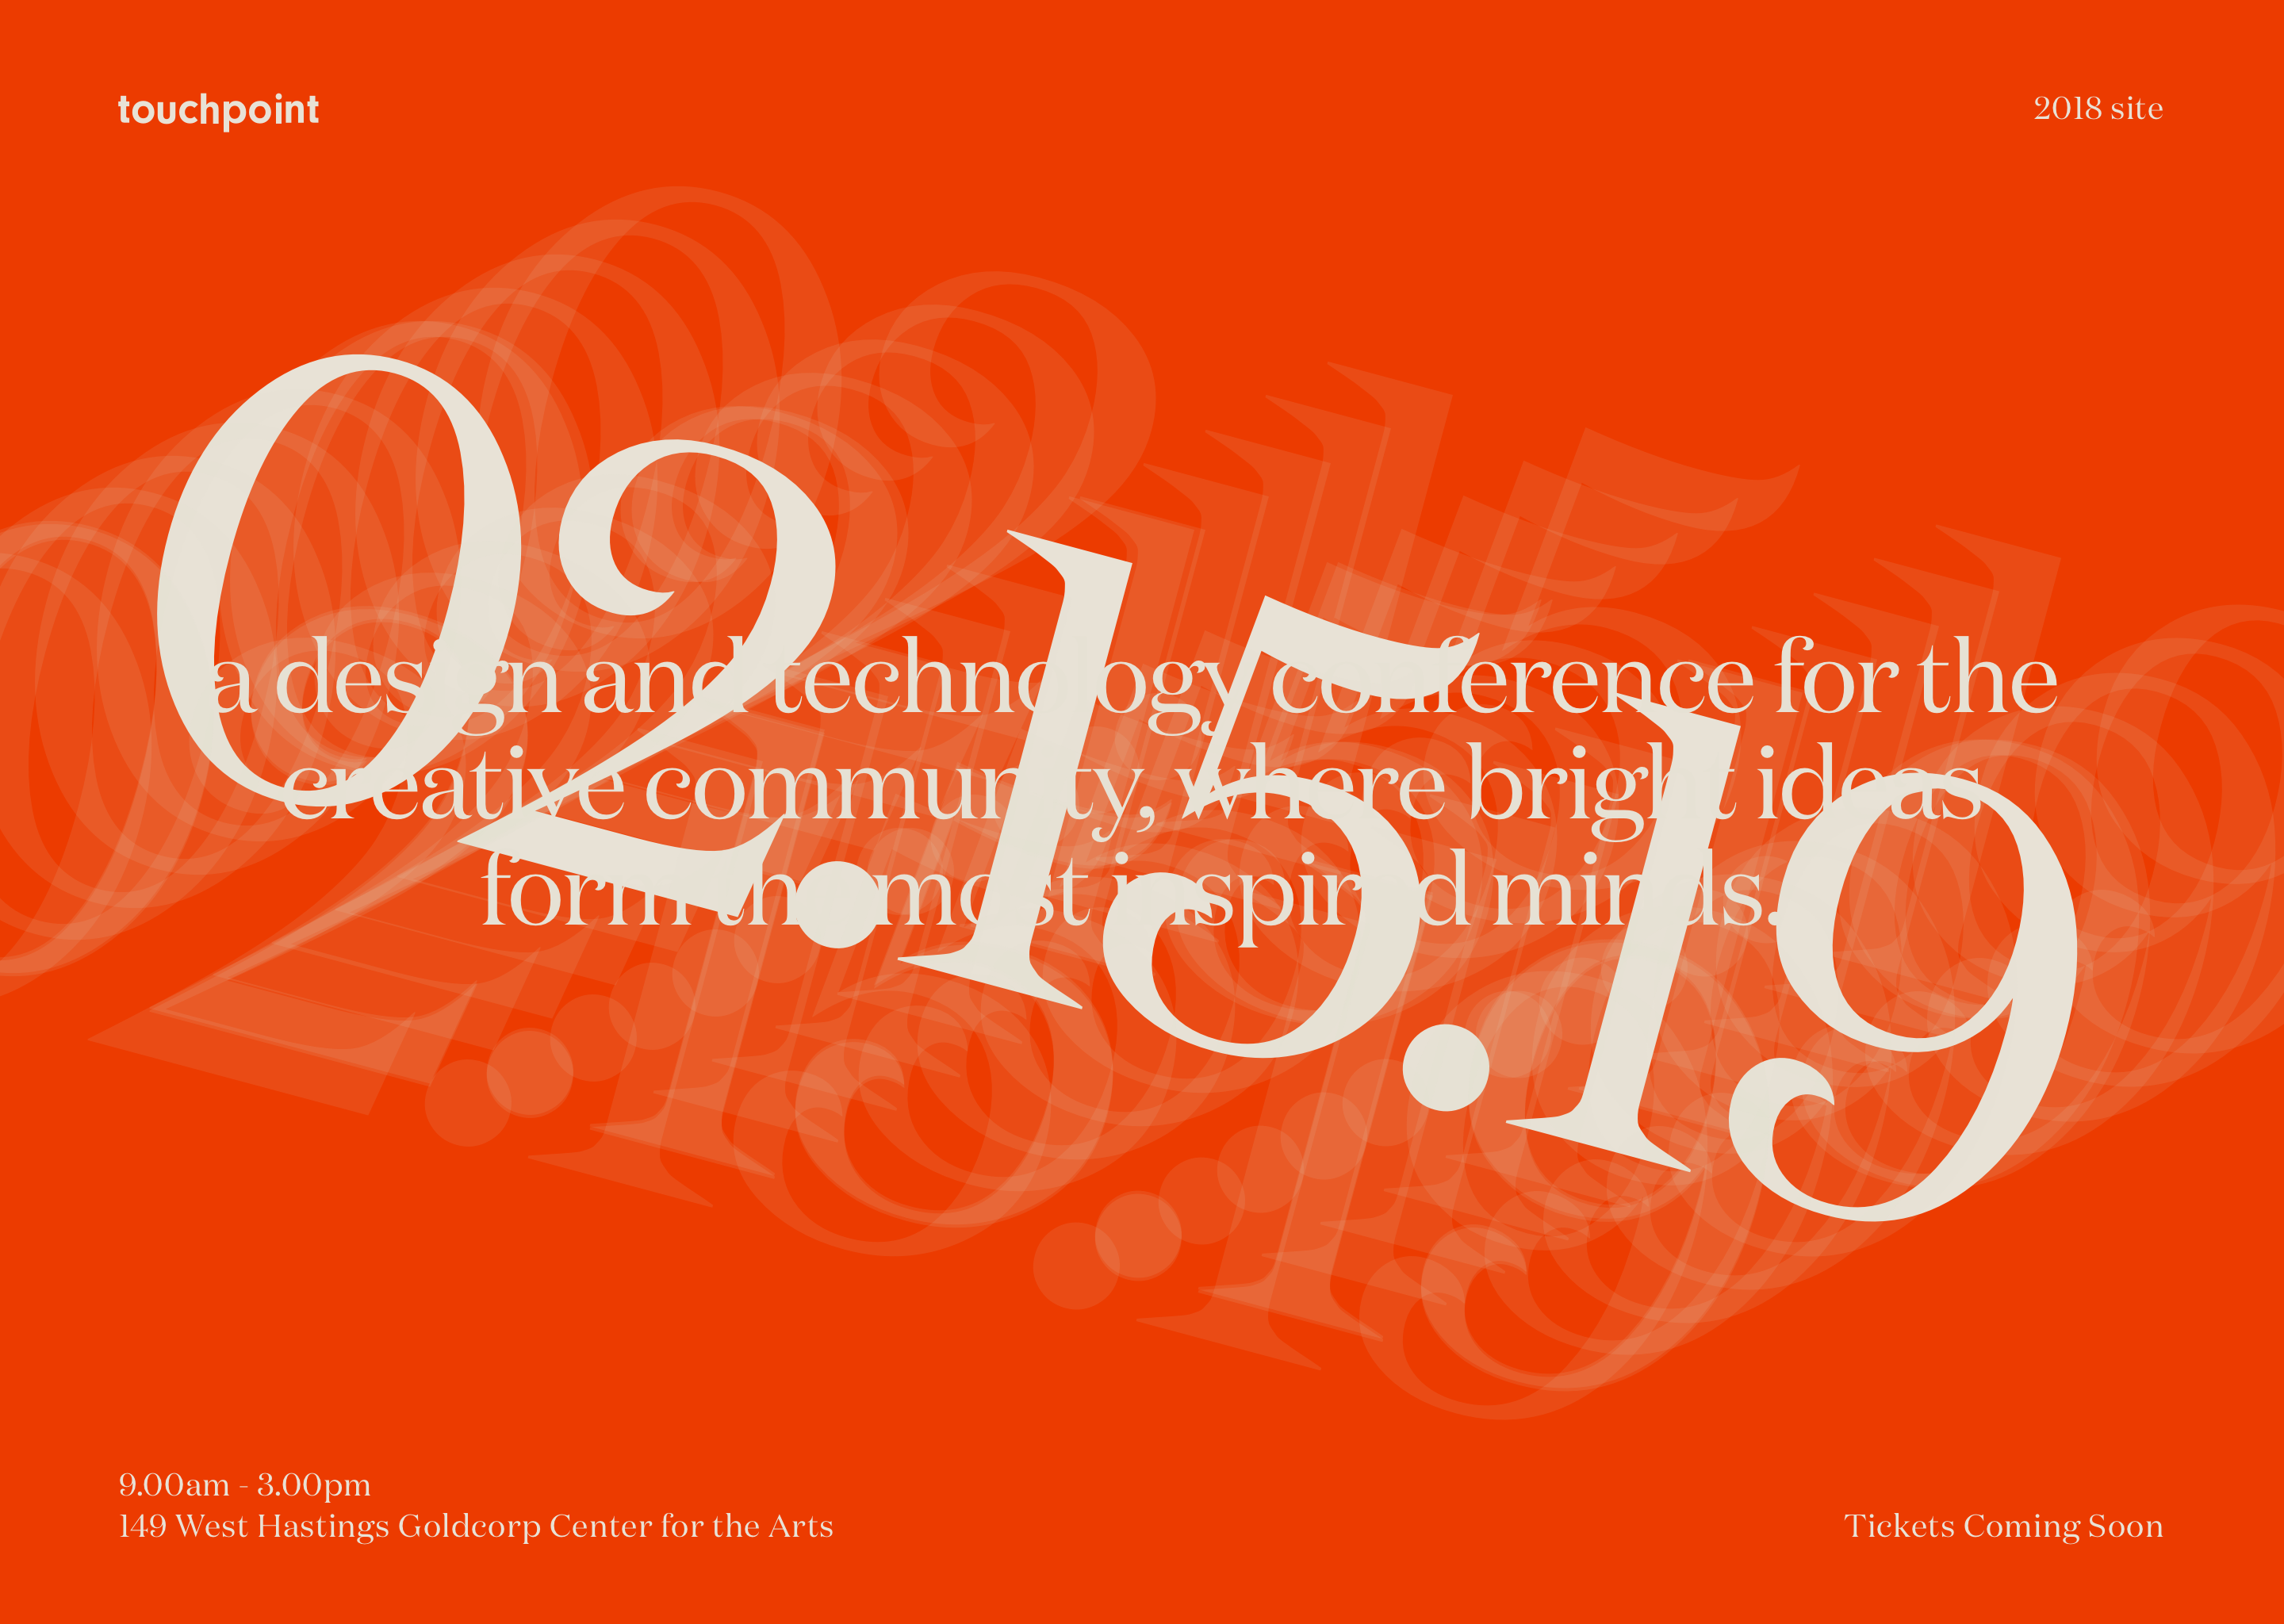 touchpoint
2018 site
02.15.19
a design and technology conference for the
creative community, where bright ideas
form the most inspired minds.
9.00am - 3.00pm
149 West Hastings Goldcorp Center for the Arts
Tickets Coming Soon